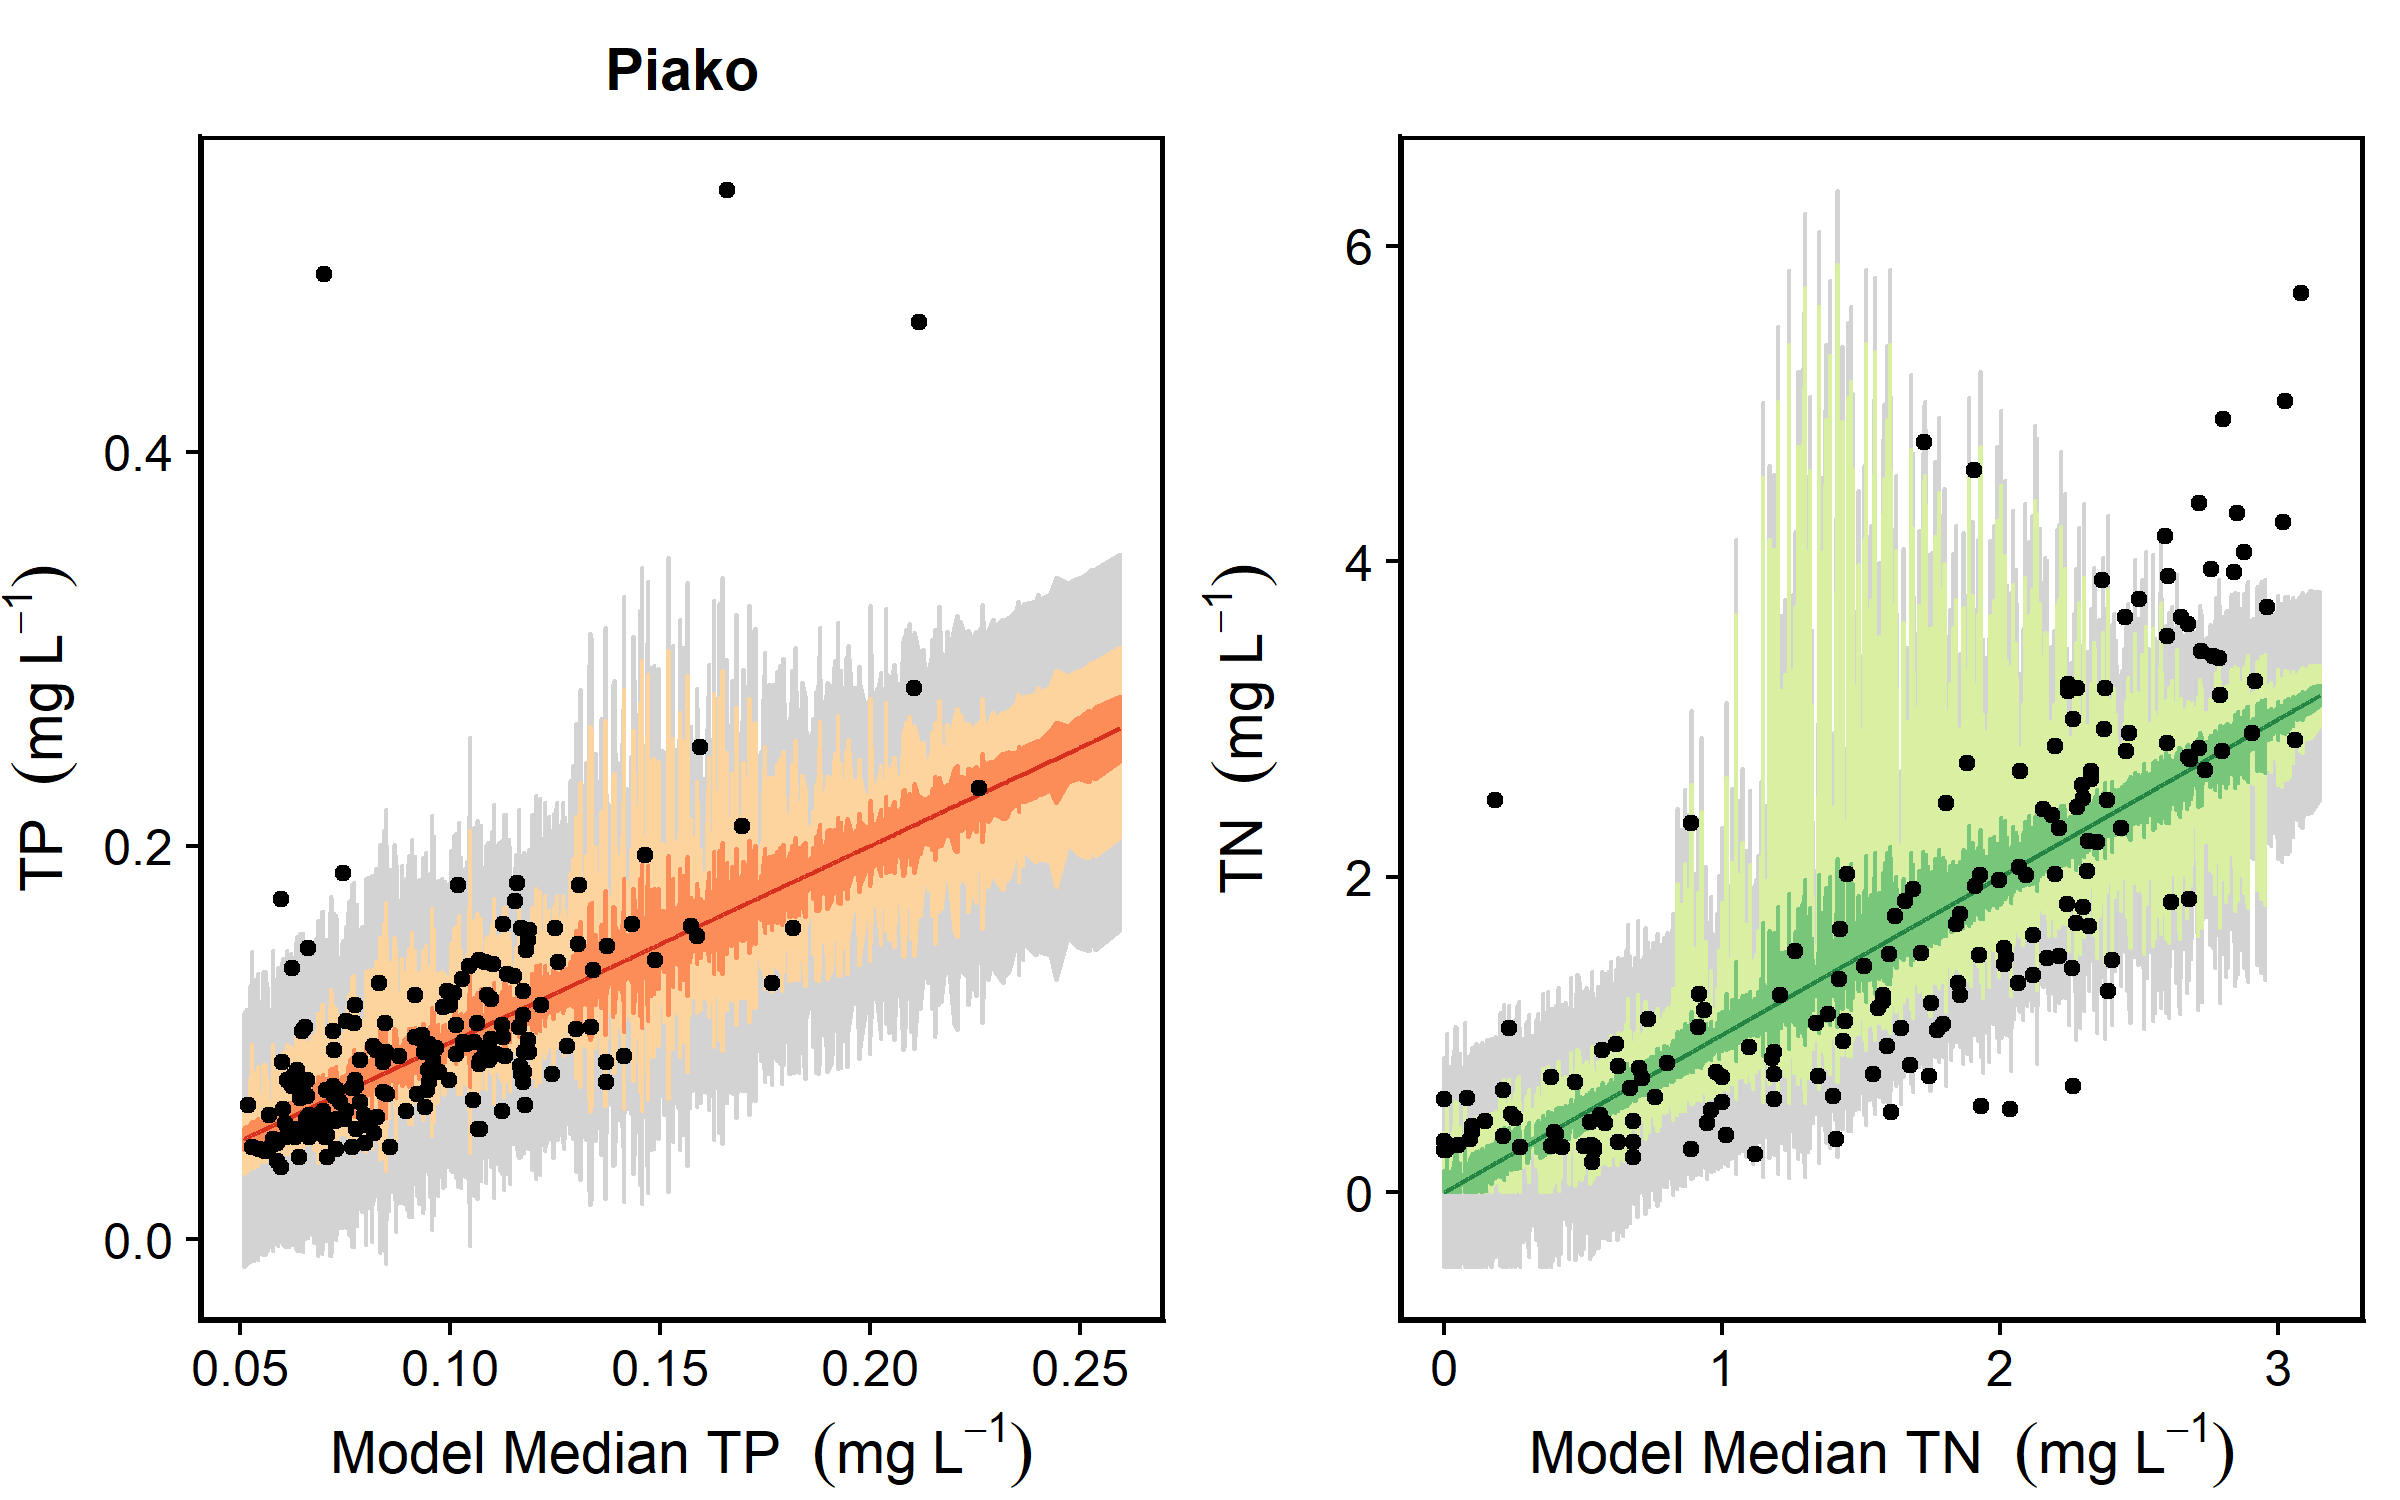 Piako
TP (mg L⁻¹)
0.4
0.2
0.0
0.05 0.10 0.15 0.20 0.25
Model Median TP (mg L⁻¹)
TN (mg L⁻¹)
6
4
2
0
0 1 2 3
Model Median TN (mg L⁻¹)